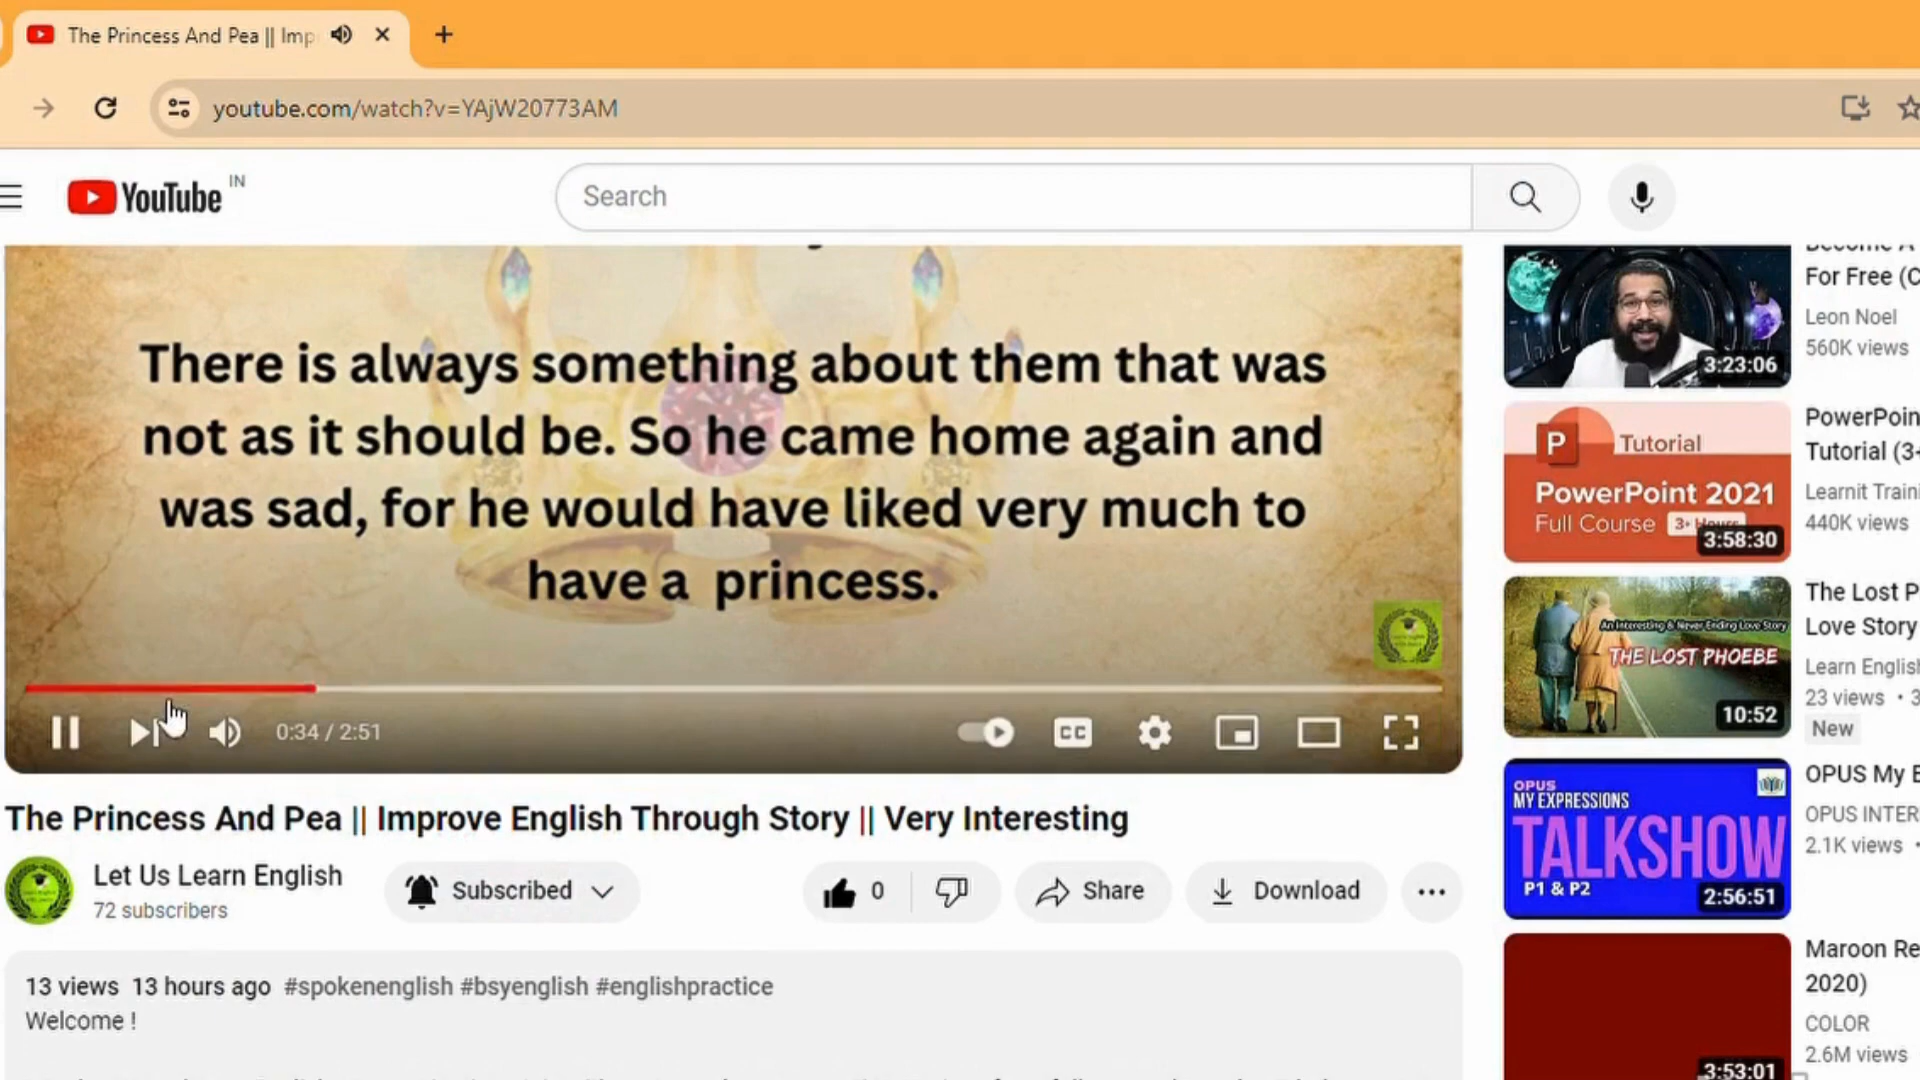 The Princess And Pea || Imp
youtube.com/watch?v=YAjW20773AM
YouTube IN
Search
There is always something about them that was
not as it should be. So he came home again and
was sad, for he would have liked very much to
have a princess.
0:34 / 2:51
CC
The Princess And Pea || Improve English Through Story || Very Interesting
Let Us Learn English
72 subscribers
Subscribed
0
Share
Download
13 views 13 hours ago #spokenenglish #bsyenglish #englishpractice
Welcome !
For Free (C
Leon Noel
560K views
3:23:06
P Tutorial
PowerPoint 2021
Full Course
3:58:30
PowerPoin
Tutorial (3+
Learnit Traini
440K views
An Interesting & Never Ending Love Story
THE LOST PHOEBE
10:52
The Lost P
Love Story
Learn English
23 views • 3
New
OPUS
MY EXPRESSIONS
TALKSHOW
P1 & P2
2:56:51
OPUS My E
OPUS INTER
2.1K views
Maroon Re
2020)
COLOR
2.6M views
3:53:01